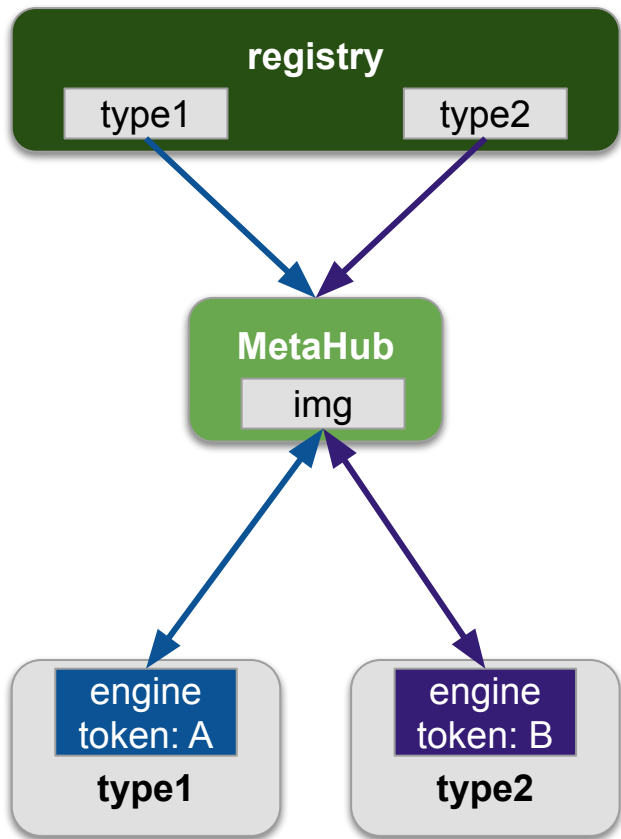 registry
type1
type2
MetaHub
img
engine
token: A
type1
engine
token: B
type2